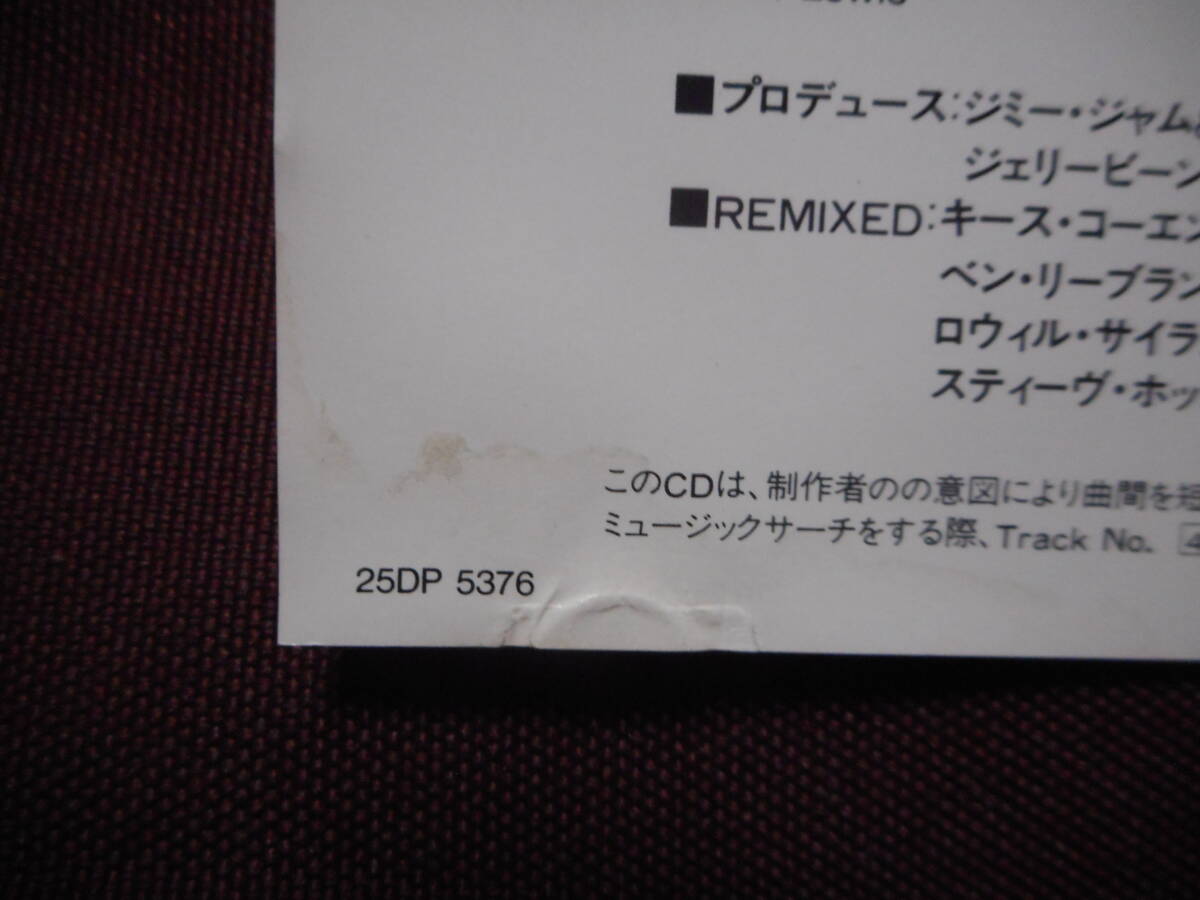 ■プロデュース:ジミー・ジャム
ジェリービーン
■REMIXED:キース・コーエン
ベン・リーブラン
ロウィル・サイラ
スティーヴ・ホッ
このCDは、制作者のの意図により曲間を短
ミュージックサーチをする際、Track No. 4
25DP 5376